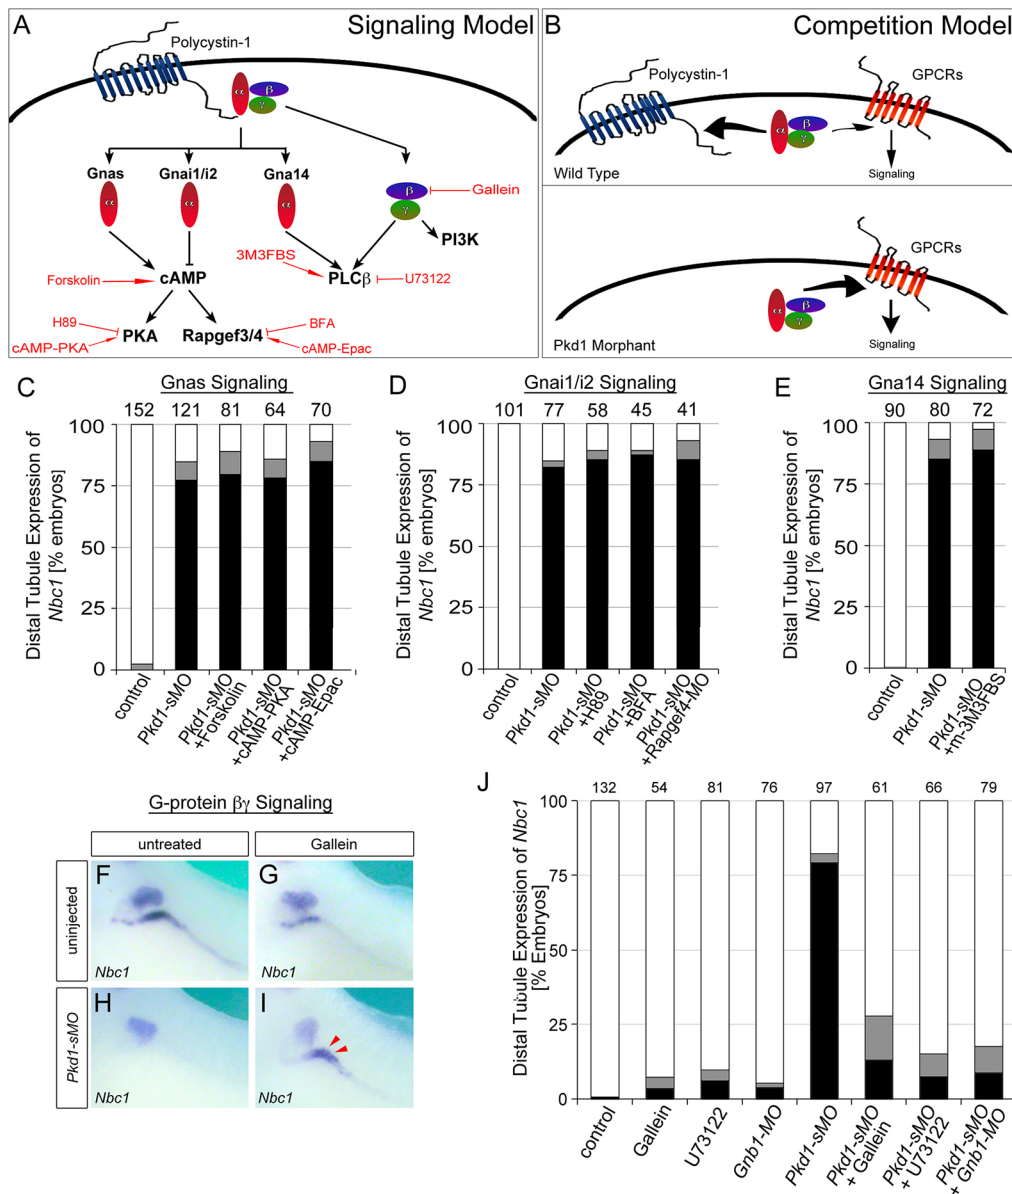 A
Signaling Model
Polycystin-1
α
β
γ
Gnas
Gnai1/i2
Gna14
α
α
α
β
γ
Gallein
PI3K
3M3FBS
Forskolin
cAMP
PLCβ
U73122
H89
PKA
cAMP-PKA
Rapgef3/4
BFA
cAMP-Epac
B
Competition Model
Polycystin-1
GPCRs
α
β
γ
Wild Type
Signaling
GPCRs
α
β
γ
Pkd1 Morphant
Signaling
C
Gnas Signaling
152 121 81 64 70
Distal Tubule Expression of
Nbc1 [% embryos]
100
75
50
25
0
control
Pkd1-sMO
Pkd1-sMO
+Forskolin
Pkd1-sMO
+cAMP-PKA
Pkd1-sMO
+cAMP-Epac
D
Gnai1/i2 Signaling
101 77 58 45 41
Distal Tubule Expression of
Nbc1 [% embryos]
100
75
50
25
0
control
Pkd1-sMO
Pkd1-sMO
+H89
Pkd1-sMO
+BFA
Pkd1-sMO
+Rapgef4-MO
E
Gna14 Signaling
90 80 72
Distal Tubule Expression of
Nbc1 [% embryos]
100
75
50
25
0
control
Pkd1-sMO
Pkd1-sMO
+m-3M3FBS
G-protein βγ Signaling
untreated
Gallein
uninjected
F
Nbc1
G
Nbc1
Pkd1-sMO
H
Nbc1
I
Nbc1
J
132 54 81 76 97 61 66 79
Distal Tubule Expression of Nbc1
[% Embryos]
100
75
50
25
0
control
Gallein
U73122
Gnb1-MO
Pkd1-sMO
Pkd1-sMO
+ Gallein
Pkd1-sMO
+ U73122
Pkd1-sMO
+ Gnb1-MO